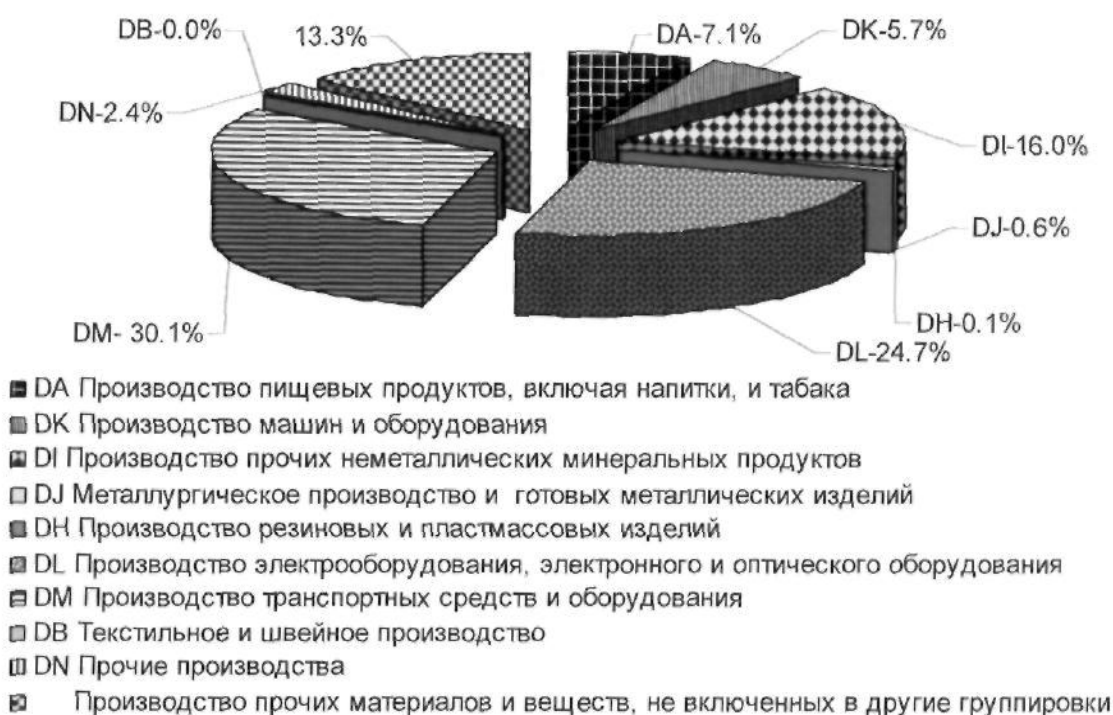 DB-0.0%
13.3%
DA-7.1%
DK-5.7%
DN-2.4%
DI-16.0%
DJ-0.6%
DM- 30.1%
DH-0.1%
DL-24.7%
DA Производство пищевых продуктов, включая напитки, и табака
DK Производство машин и оборудования
DI Производство прочих неметаллических минеральных продуктов
DJ Металлургическое производство и готовых металлических изделий
DH Производство резиновых и пластмассовых изделий
DL Производство электрооборудования, электронного и оптического оборудования
DM Производство транспортных средств и оборудования
DB Текстильное и швейное производство
DN Прочие производства
Производство прочих материалов и веществ, не включенных в другие группировки